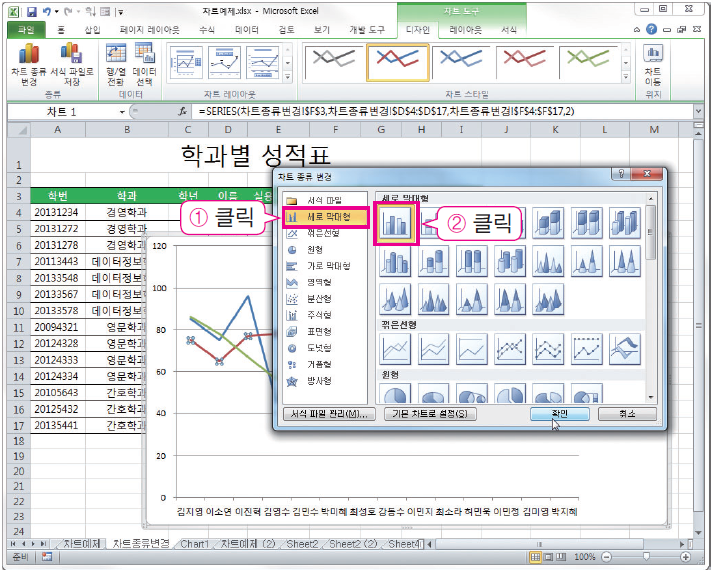 차트예제.xlsx - Microsoft Excel
차트 도구
파일 홈 삽입 페이지 레이아웃 수식 데이터 검토 보기 개발 도구 디자인 레이아웃 서식
차트 종류 변경 서식 파일로 저장 행/열 전환 데이터 선택 차트 이동
종류 데이터 차트 레이아웃 차트 스타일 위치
차트 1 fx =SERIES(차트종류변경!$F$3,차트종류변경!$D$4:$D$17,차트종류변경!$F$4:$F$17,2)
A B C D E F G H I J K L M
1 학과별 성적표
2
3 학번 학과 학년 이름
4 20131234 경영학과
5 20131272 경영학과
6 20131278 경영학과
7 20113443 데이터정보
8 20133548 데이터정보
9 20133567 데이터정보
10 20133578 데이터정보
11 20094321 영문학과
12 20124328 영문학과
13 20124333 영문학과
14 20124334 영문학과
15 20105643 간호학과
16 20125432 간호학과
17 20135441 간호학과
18
19
20
21
22
23
24
120
100
80
60
40
20
0
김지영 이소연 이진혁 김영수 김민수 박미혜 최성호 강동수 이민지 최소라 허민욱 이민정 김미영 박지혜
차트 종류 변경
서식 파일
세로 막대형
꺾은선형
원형
가로 막대형
영역형
분산형
주식형
표면형
도넛형
거품형
방사형
세로 막대형
꺾은선형
원형
① 클릭
② 클릭
서식 파일 관리(M)... 기본 차트로 설정(S) 확인 취소
차트예제 차트종류변경 Chart1 차트예제 (2) Sheet2 Sheet2 (2) Sheet4
준비 100%